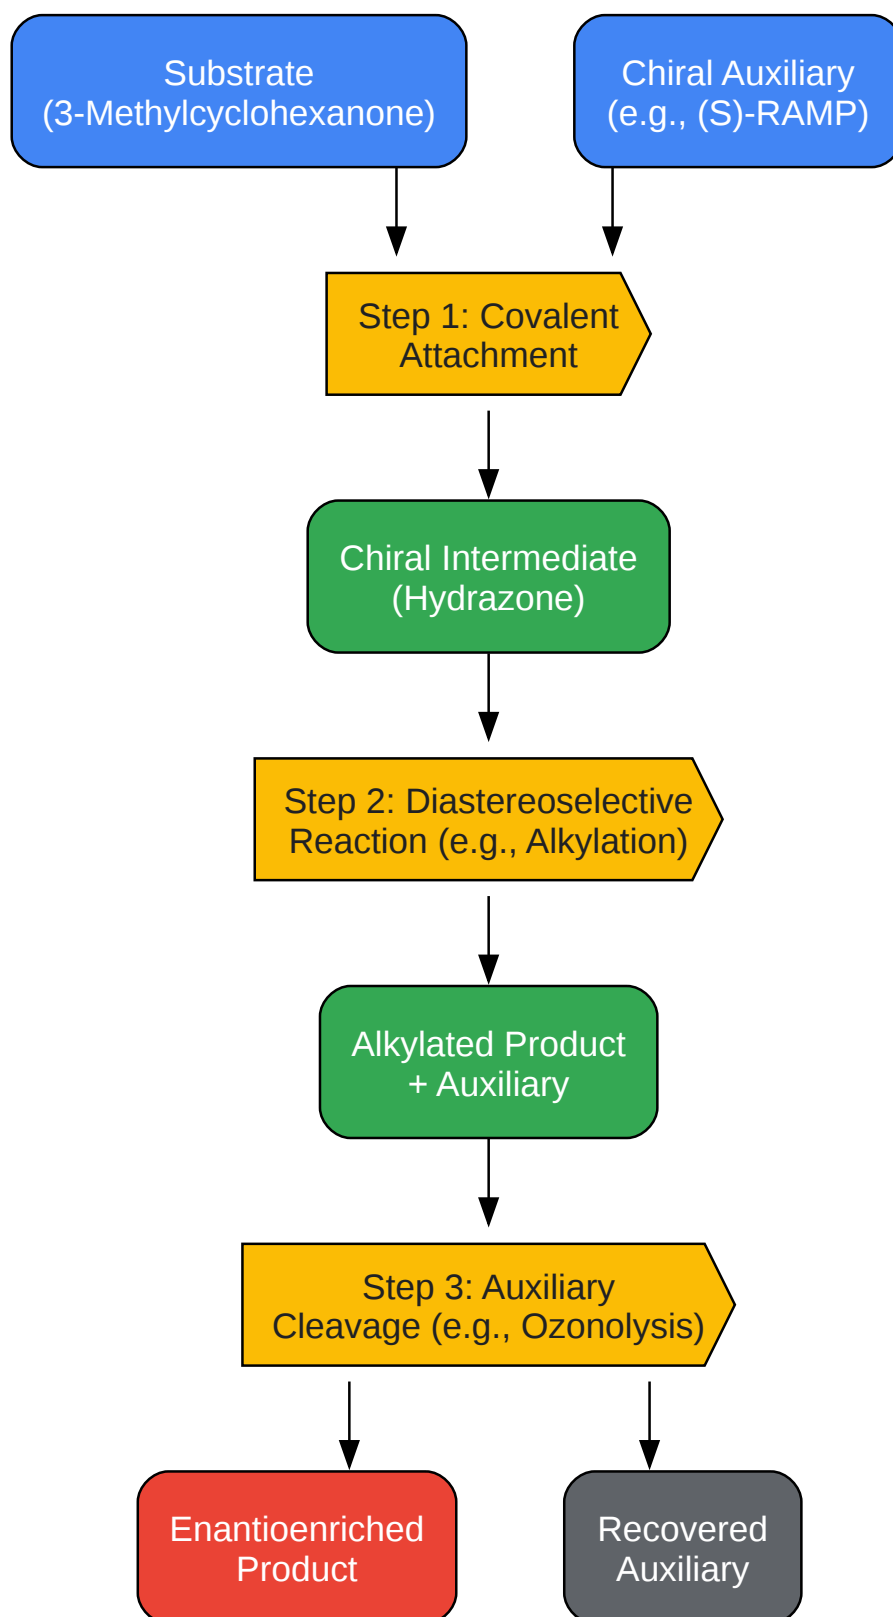 Substrate
(3-Methylcyclohexanone)
Chiral Auxiliary
(e.g., (S)-RAMP)
Step 1: Covalent
Attachment
Chiral Intermediate
(Hydrazone)
Step 2: Diastereoselective
Reaction (e.g., Alkylation)
Alkylated Product
+ Auxiliary
Step 3: Auxiliary
Cleavage (e.g., Ozonolysis)
Enantioenriched
Product
Recovered
Auxiliary